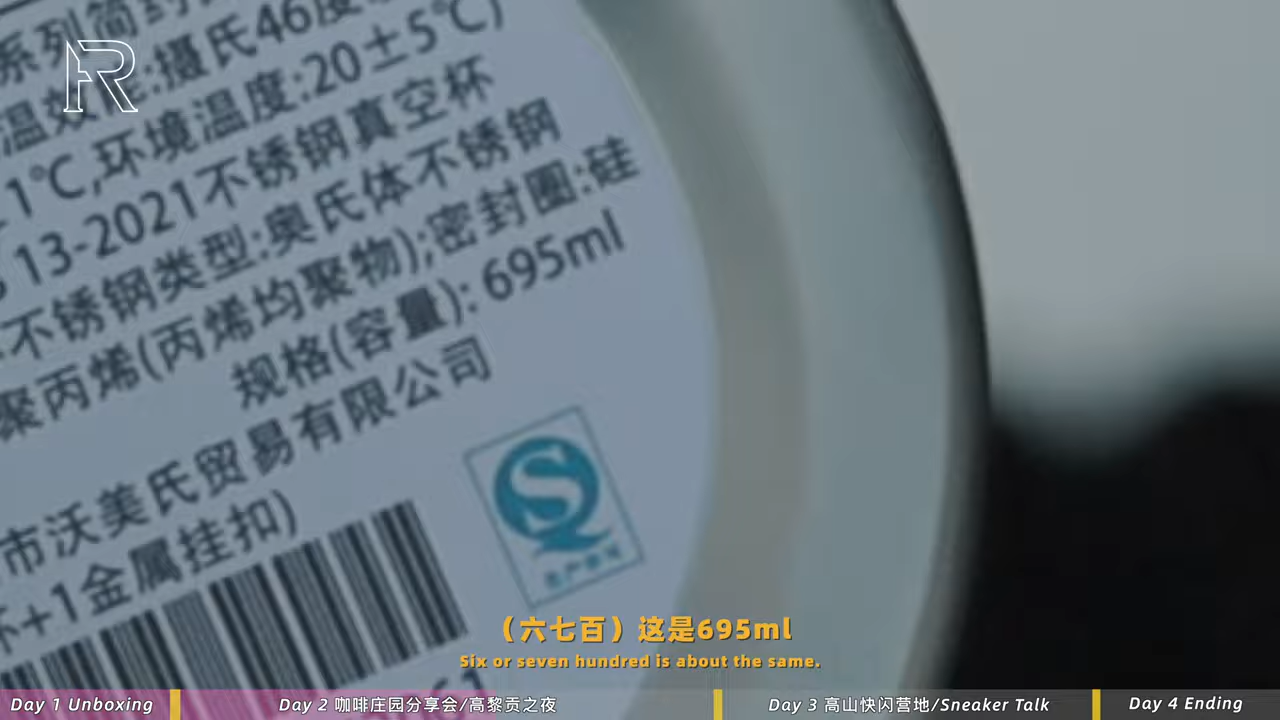 系列简约
温效能:摄氏46度
1℃,环境温度:20±5℃)
13-2021不锈钢真空杯
不锈钢类型:奥氏体不锈钢
聚丙烯(丙烯均聚物);密封圈:硅
规格(容量): 695ml
市沃美氏贸易有限公司
杯+1金属挂扣)
（六七百）这是695ml
Six or seven hundred is about the same.
Day 1 Unboxing
Day 2 咖啡庄园分享会/高黎贡之夜
Day 3 高山快闪营地/Sneaker Talk
Day 4 Ending